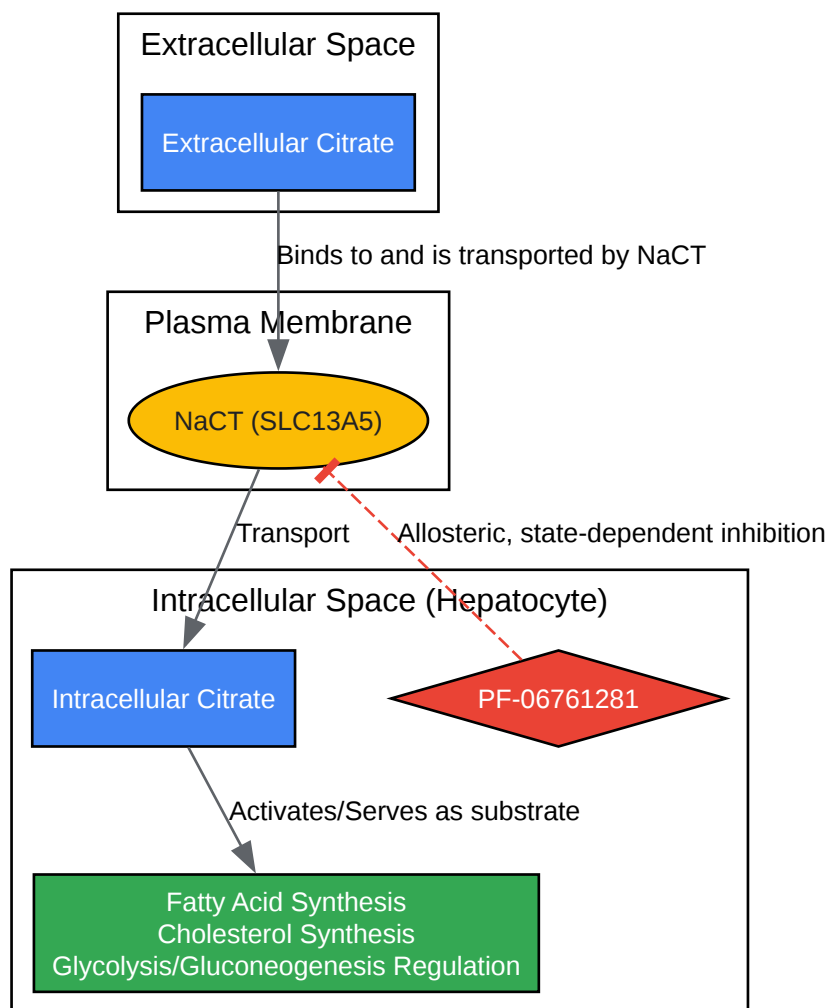 Extracellular Space
Extracellular Citrate
Binds to and is transported by NaCT
Plasma Membrane
NaCT (SLC13A5)
Transport
Allosteric, state-dependent inhibition
Intracellular Space (Hepatocyte)
Intracellular Citrate
PF-06761281
Activates/Serves as substrate
Fatty Acid Synthesis
Cholesterol Synthesis
Glycolysis/Gluconeogenesis Regulation